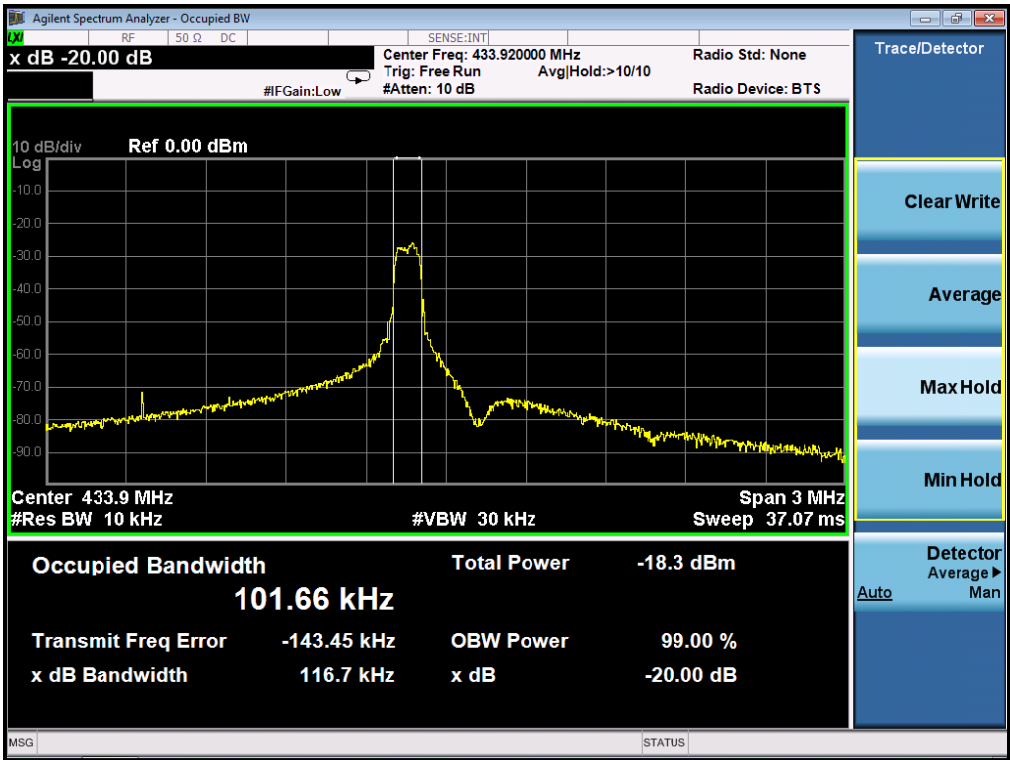 Agilent Spectrum Analyzer - Occupied BW
LXI RF 50 Ω DC SENSE:INT
x dB -20.00 dB
Center Freq: 433.920000 MHz Radio Std: None
Trig: Free Run Avg|Hold:>10/10
#IFGain:Low #Atten: 10 dB Radio Device: BTS
Trace/Detector
10 dB/div Ref 0.00 dBm
Log
-10.0
-20.0
-30.0
-40.0
-50.0
-60.0
-70.0
-80.0
-90.0
Center 433.9 MHz Span 3 MHz
#Res BW 10 kHz #VBW 30 kHz Sweep 37.07 ms
Occupied Bandwidth Total Power -18.3 dBm
101.66 kHz
Transmit Freq Error -143.45 kHz OBW Power 99.00 %
x dB Bandwidth 116.7 kHz x dB -20.00 dB
Clear Write
Average
Max Hold
Min Hold
Detector
Average
Auto Man
MSG STATUS